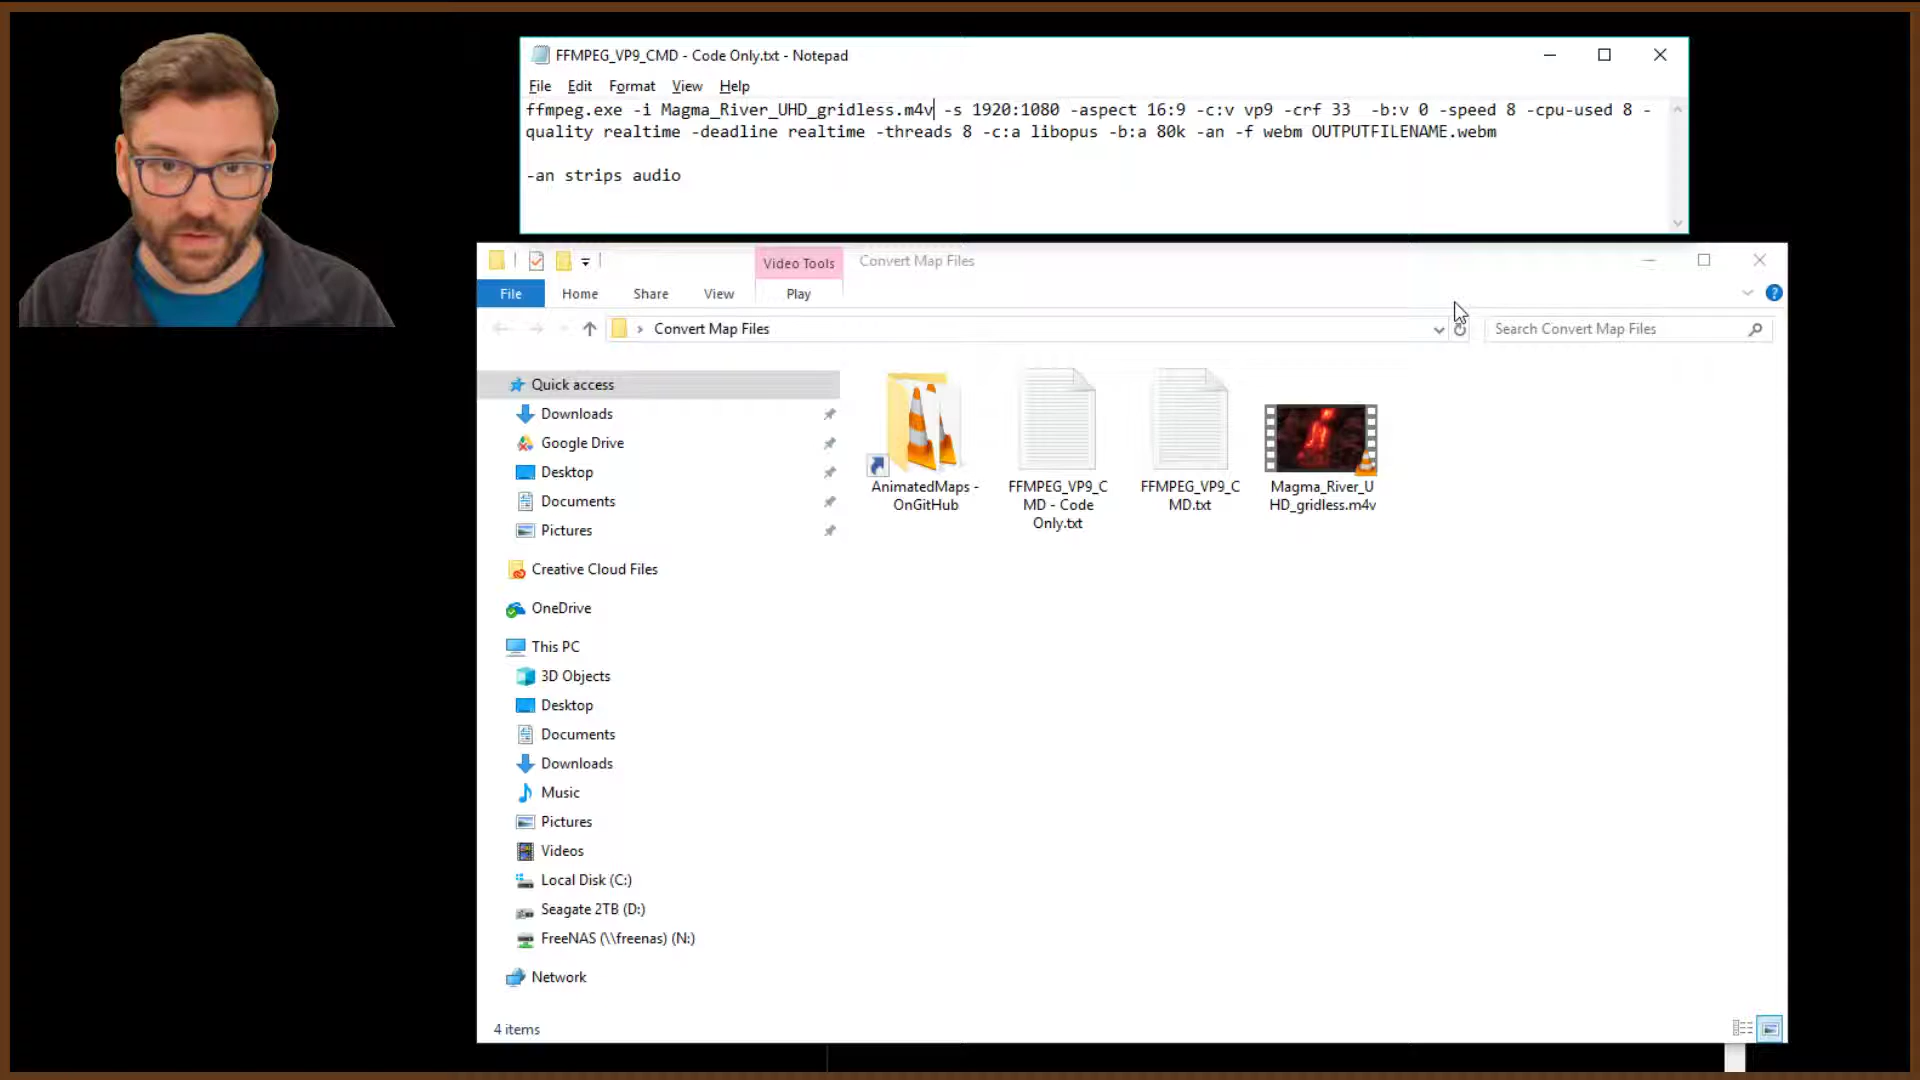 FFMPEG_VP9_CMD - Code Only.txt - Notepad
File Edit Format View Help
ffmpeg.exe -i Magma_River_UHD_gridless.m4v -s 1920:1080 -aspect 16:9 -c:v vp9 -crf 33  -b:v 0 -speed 8 -cpu-used 8 -
quality realtime -deadline realtime -threads 8 -c:a libopus -b:a 80k -an -f webm OUTPUTFILENAME.webm
-an strips audio
Video Tools Convert Map Files
File Home Share View Play
Convert Map Files Search Convert Map Files
Quick access
Downloads
Google Drive
Desktop
Documents
Pictures
Creative Cloud Files
OneDrive
This PC
3D Objects
Desktop
Documents
Downloads
Music
Pictures
Videos
Local Disk (C:)
Seagate 2TB (D:)
FreeNAS (\\freenas) (N:)
Network
AnimatedMaps -
OnGitHub
FFMPEG_VP9_C
MD - Code
Only.txt
FFMPEG_VP9_C
MD.txt
Magma_River_U
HD_gridless.m4v
4 items